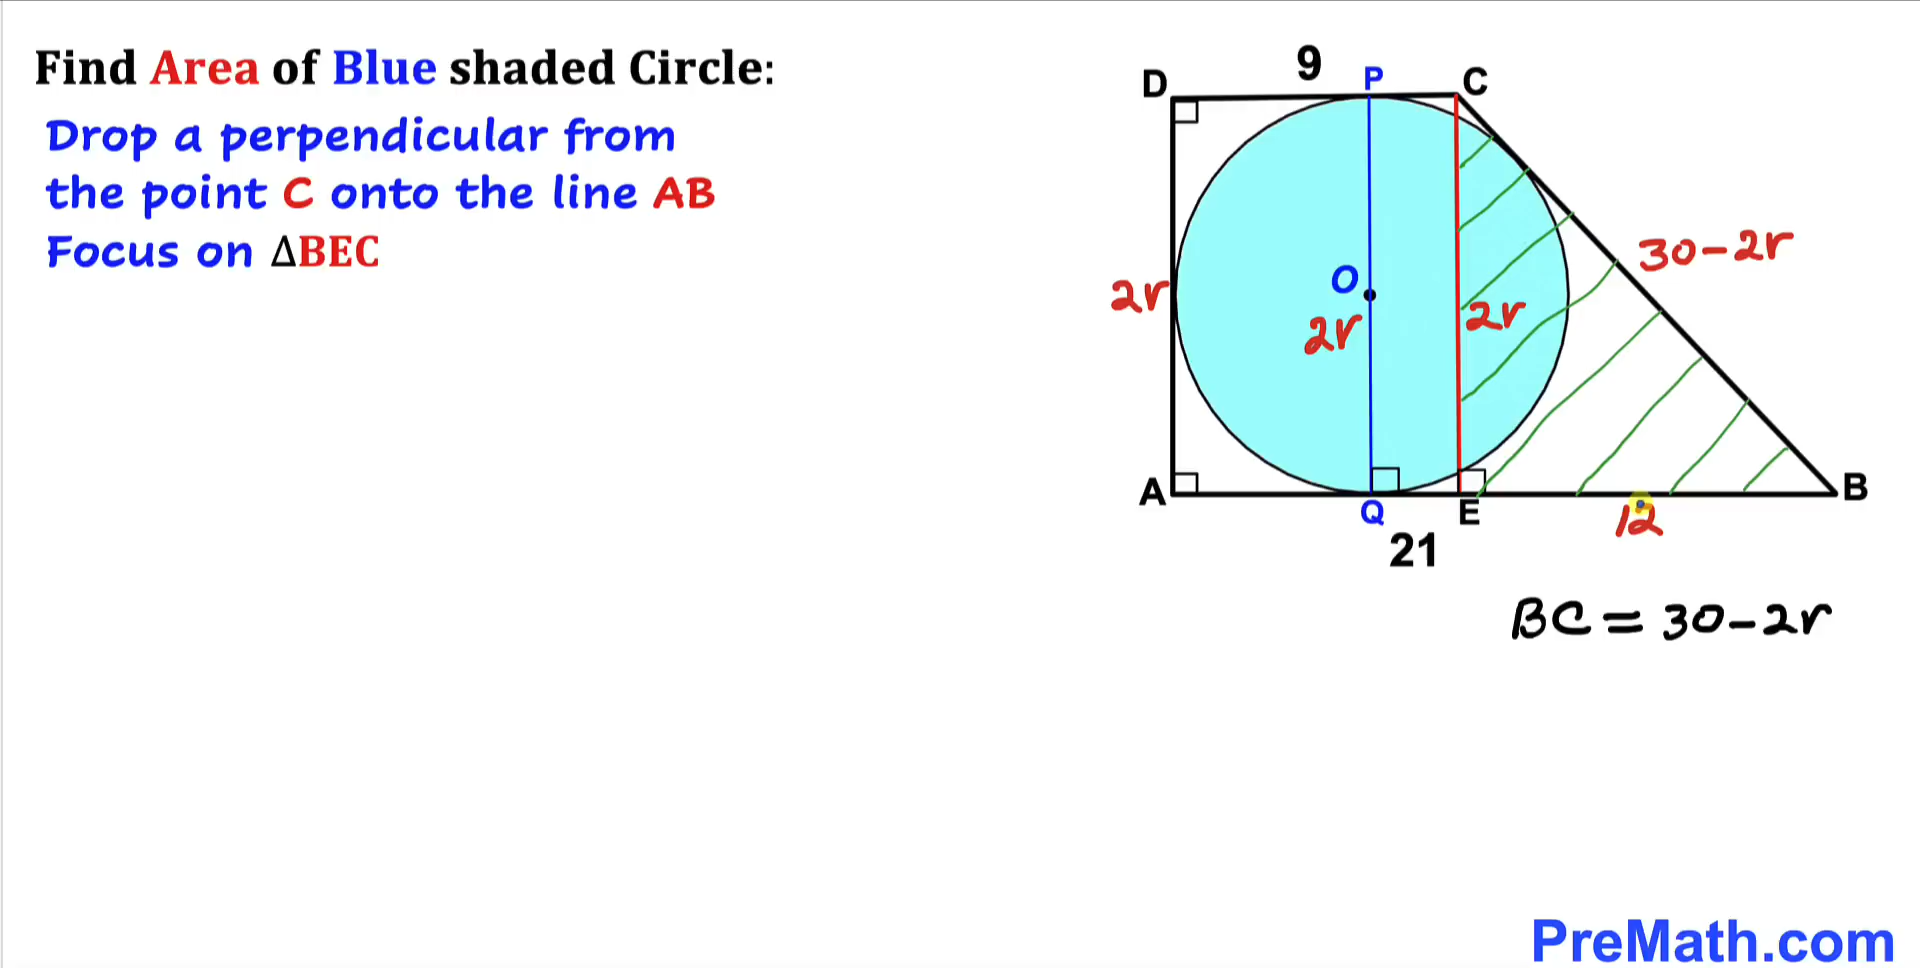 Find Area of Blue shaded Circle:
Drop a perpendicular from
the point C onto the line AB
Focus on ΔBEC
9
D
P
C
30-2r
O
2r
2r
2r
A
B
Q
E
12
21
BC = 30-2r
PreMath.com